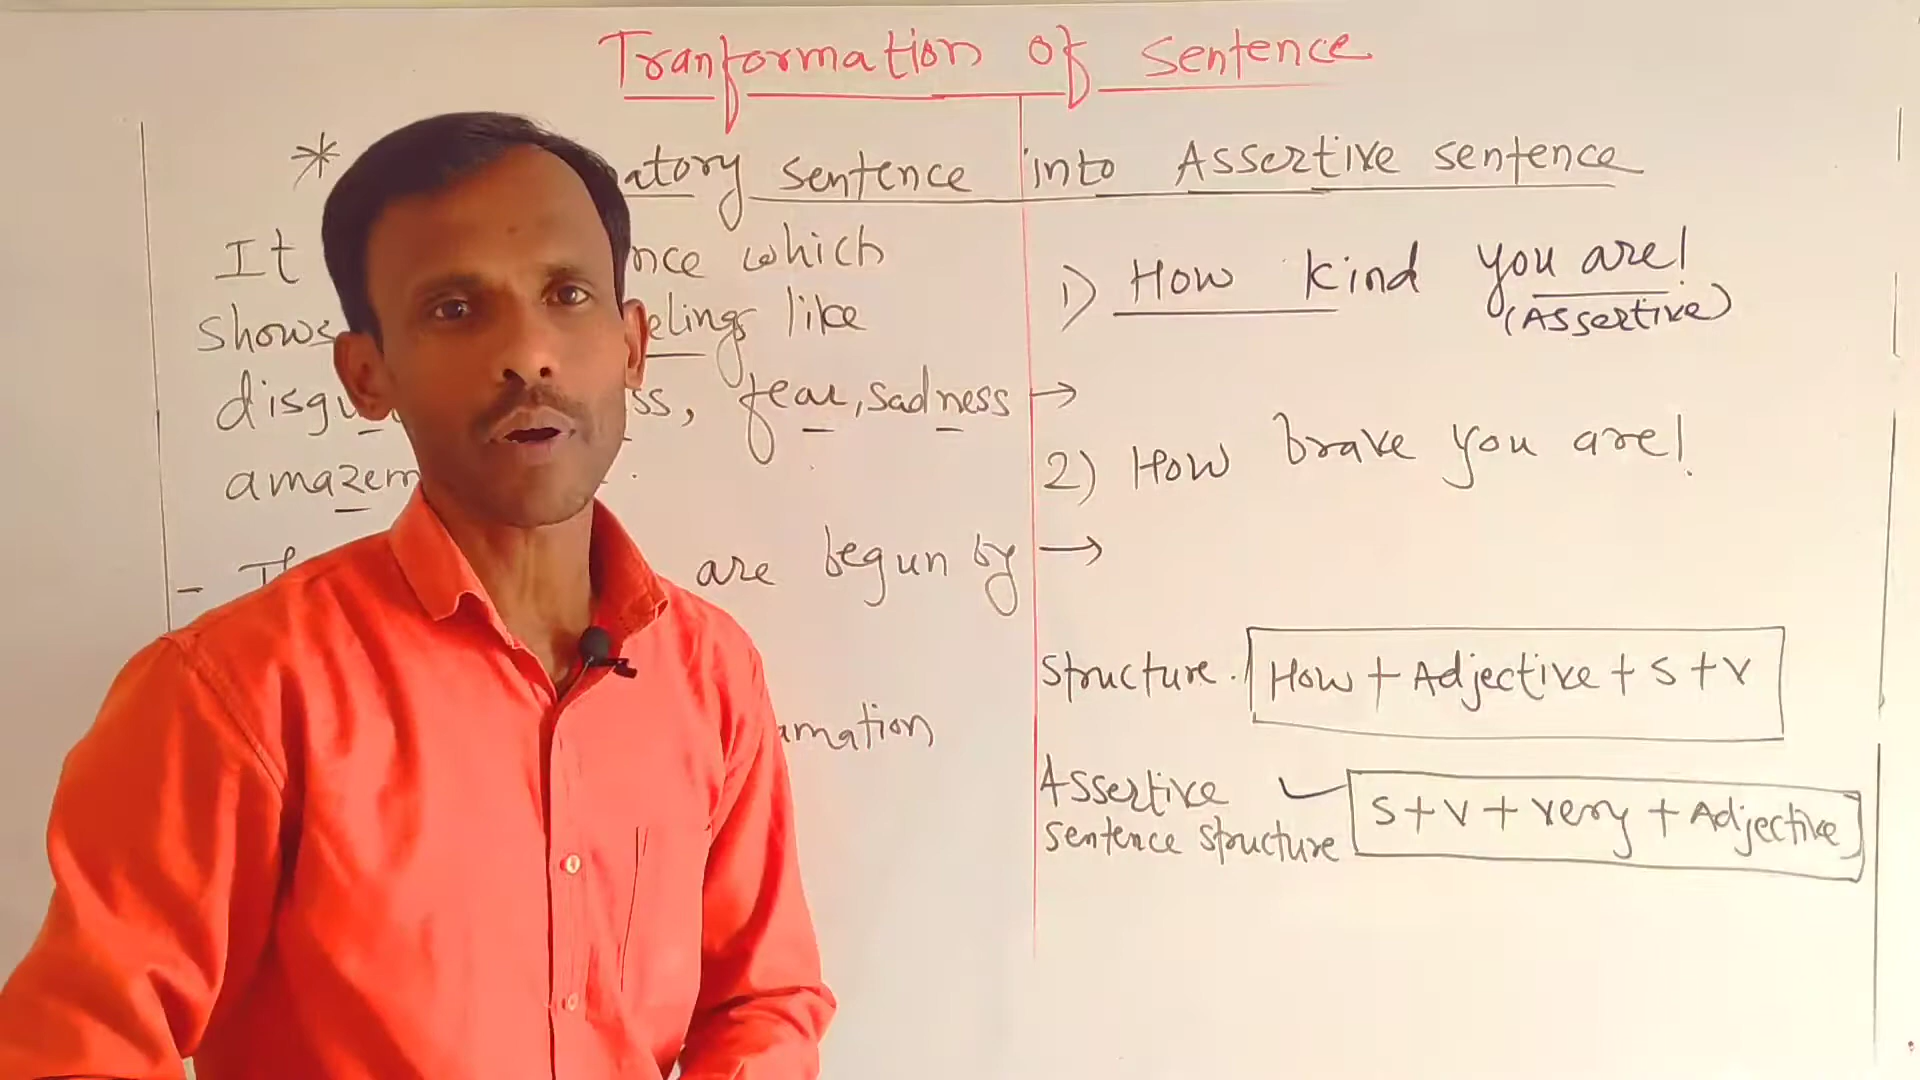 Tranformation of sentence
* atory sentence into Assertive sentence
It nce which
shows elings like
disgu ss, fear, sadness
amazem
- Th are begun by
amation
1) How kind you are!
(Assertive)
→
2) How brave you are!
→
Structure. How + Adjective + S + V
Assertive
sentence structure S + V + very + Adjective